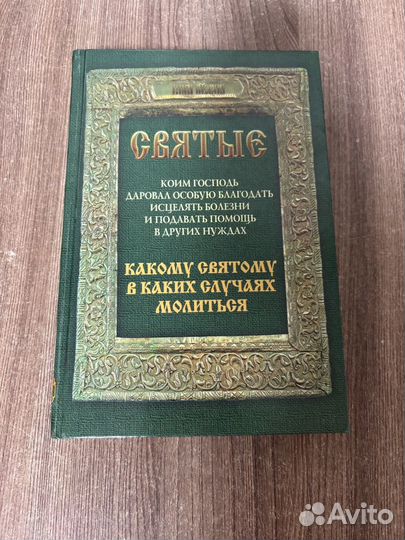 СВЯТЫЕ
КОИМ ГОСПОДЬ
ДАРОВАЛ ОСОБУЮ БЛАГОДАТЬ
ИСЦЕЛЯТЬ БОЛЕЗНИ
И ПОДАВАТЬ ПОМОЩЬ
В ДРУГИХ НУЖДАХ
КАКОМУ СВЯТОМУ
В КАКИХ СЛУЧАЯХ
МОЛИТЬСЯ
Avito